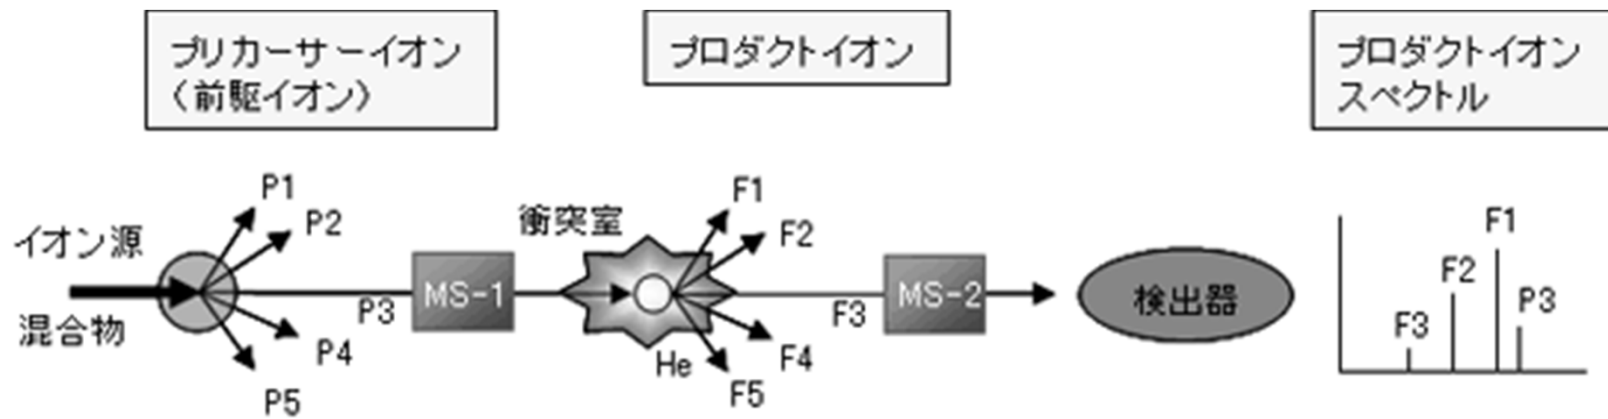 プリカーサーイオン
（前駆イオン）
プロダクトイオン
プロダクトイオン
スペクトル
イオン源
混合物
P1
P2
P3
P4
P5
MS-1
衝突室
He
F1
F2
F3
F4
F5
MS-2
検出器
F1
F2
F3
P3